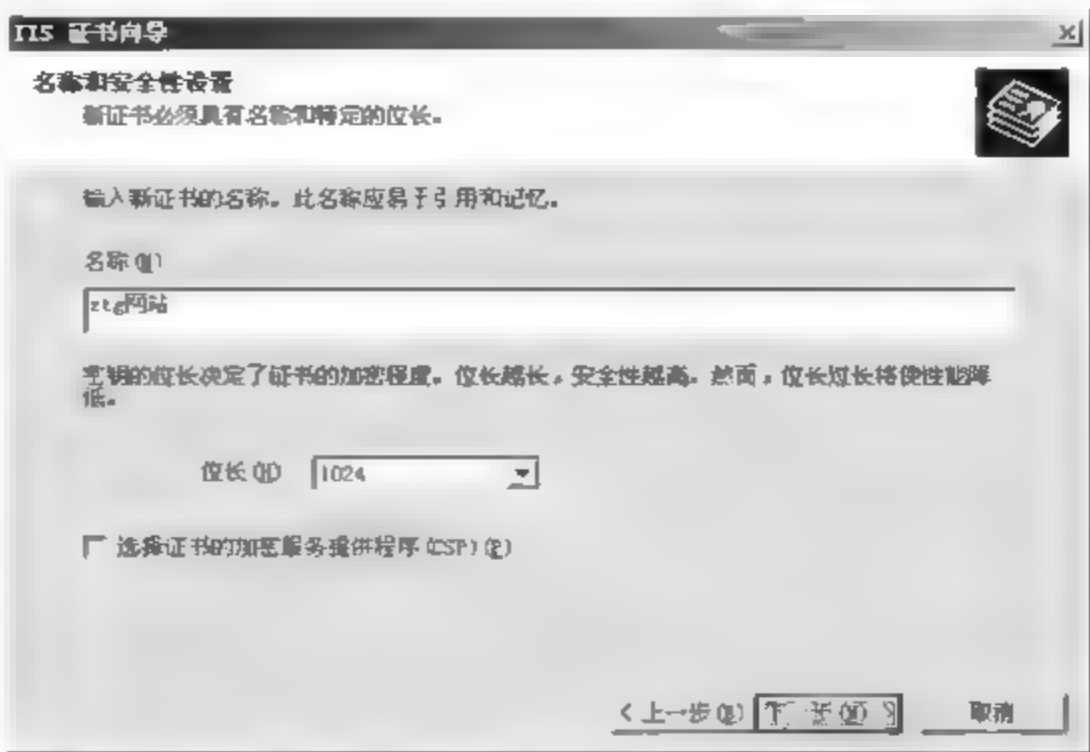 IIS 证书向导
名称和安全性设置
新证书必须具有名称和特定的位长。
输入新证书的名称。此名称应易于引用和记忆。
名称(M)
ztg网站
密钥的位长决定了证书的加密程度。位长越长，安全性越高。然而，位长过长将使性能降
低。
位长(H) 1024
选择证书的加密服务提供程序(CSP)(P)
< 上一步(B) 下一步(N) > 取消